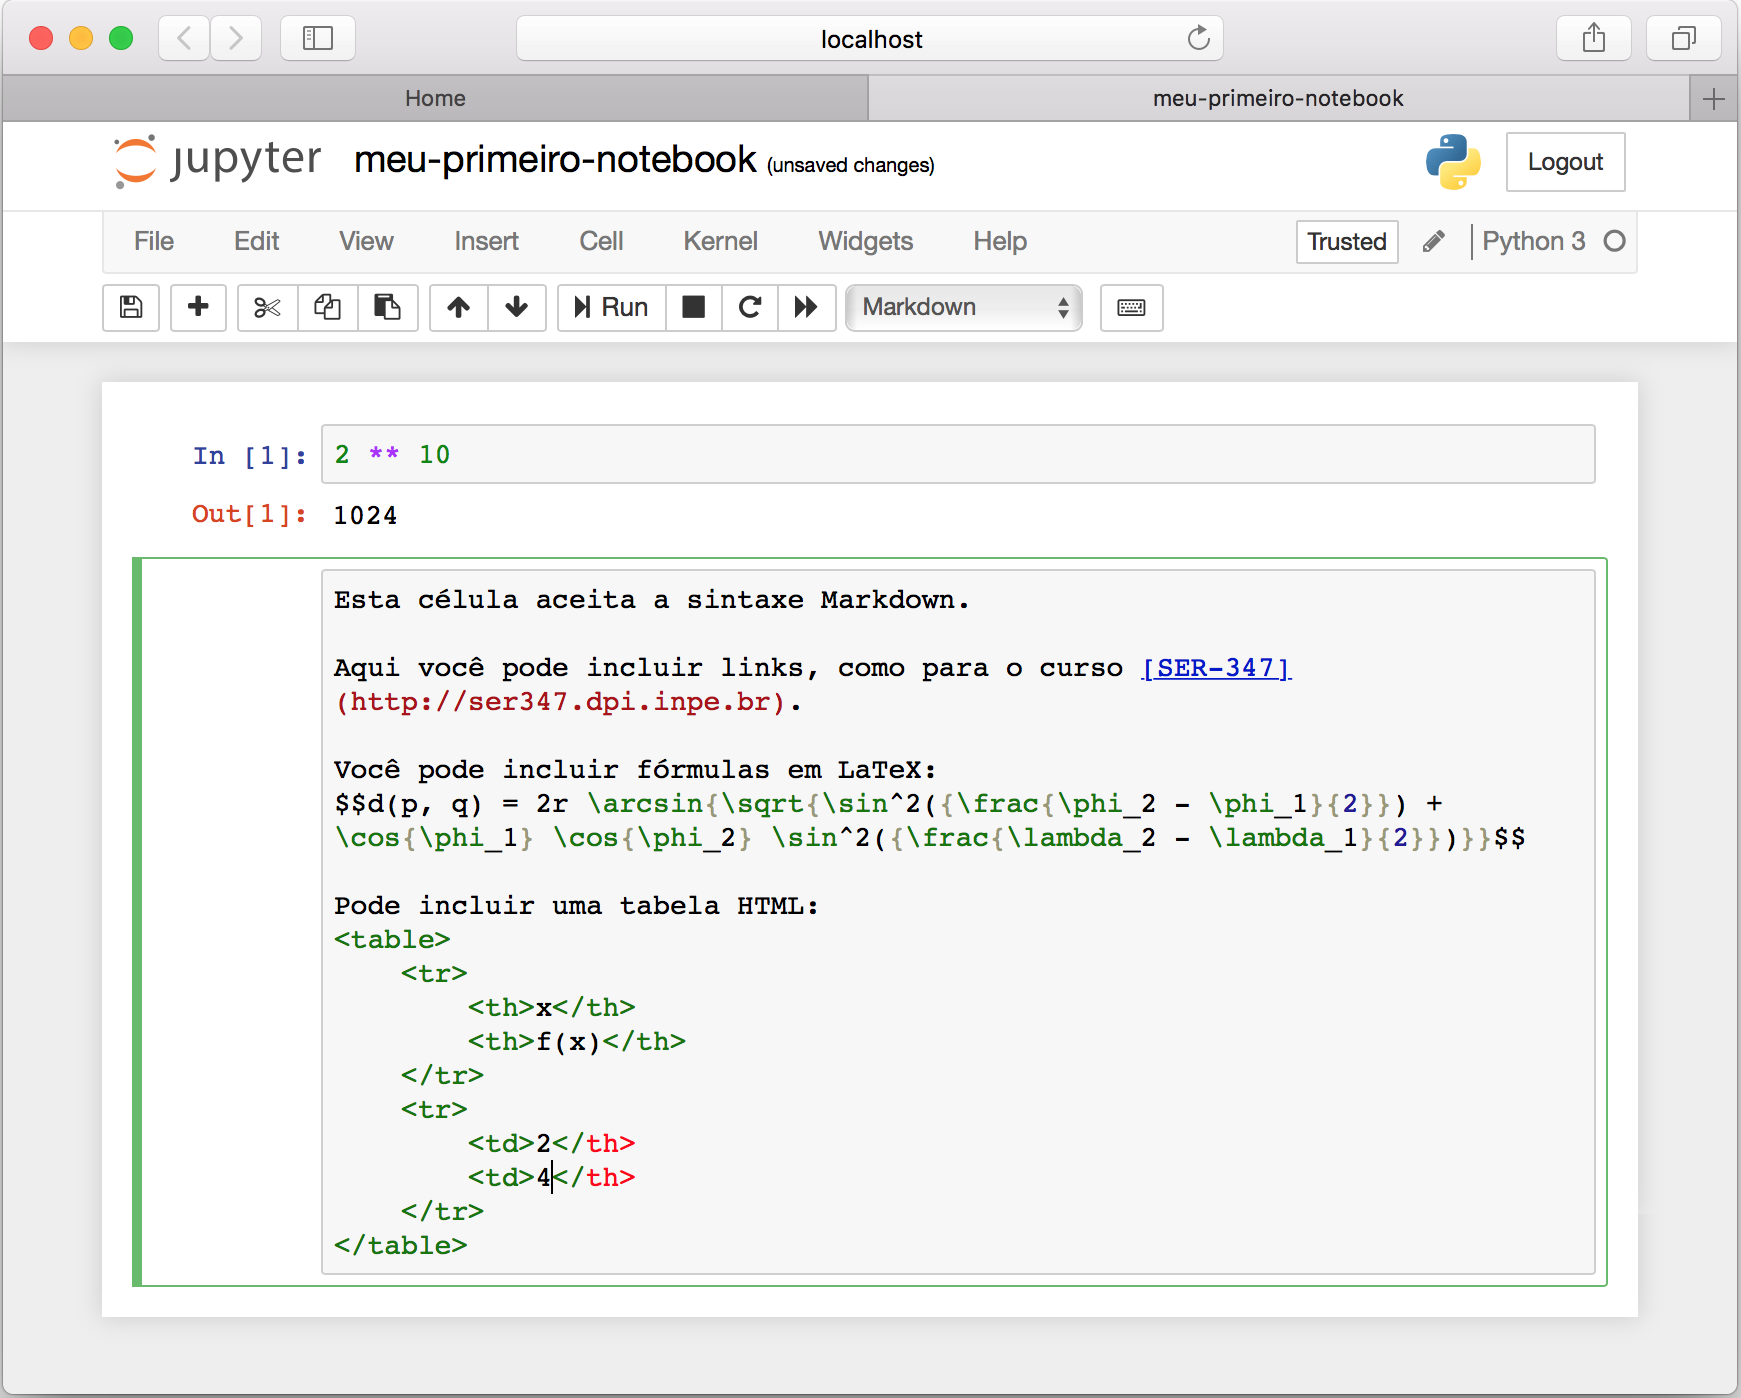 localhost
Home meu-primeiro-notebook
jupyter meu-primeiro-notebook (unsaved changes) Logout
File Edit View Insert Cell Kernel Widgets Help Trusted Python 3
Run Markdown
In [1]: 2 ** 10
Out[1]: 1024
Esta célula aceita a sintaxe Markdown.
Aqui você pode incluir links, como para o curso [SER-347]
(http://ser347.dpi.inpe.br).
Você pode incluir fórmulas em LaTeX:
$$d(p, q) = 2r \arcsin{\sqrt{\sin^2({\frac{\phi_2 - \phi_1}{2}}) +
\cos{\phi_1} \cos{\phi_2} \sin^2({\frac{\lambda_2 - \lambda_1}{2}})}}$$
Pode incluir uma tabela HTML:
<table>
    <tr>
        <th>x</th>
        <th>f(x)</th>
    </tr>
    <tr>
        <td>2</th>
        <td>4</th>
    </tr>
</table>